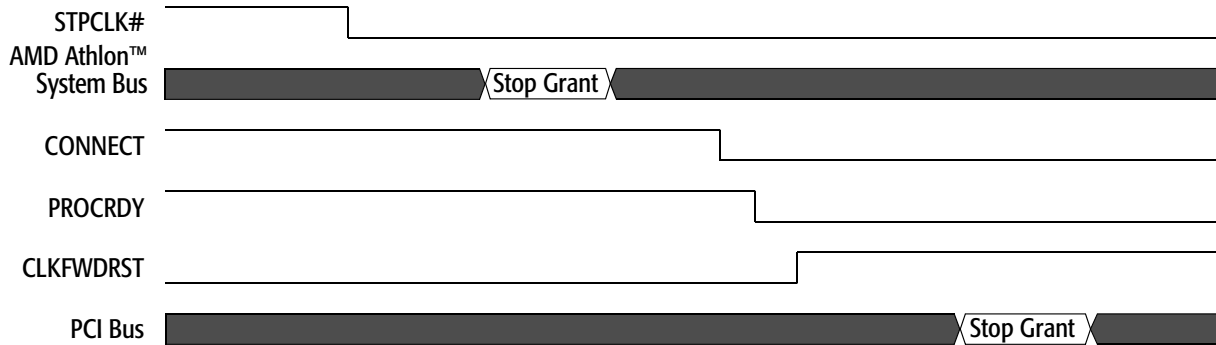 STPCLK#
AMD Athlon™
System Bus
Stop Grant
CONNECT
PROCRDY
CLKFWDRST
PCI Bus
Stop Grant